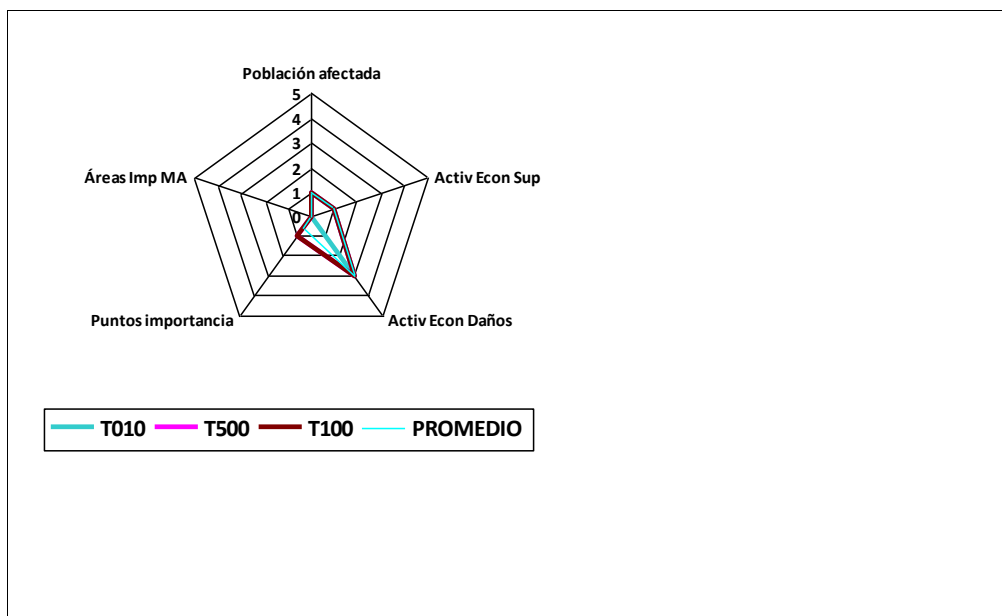 Población afectada
5
4
3
2
1
0
Áreas Imp MA
Activ Econ Sup
Puntos importancia
Activ Econ Daños
T010 T500 T100 PROMEDIO